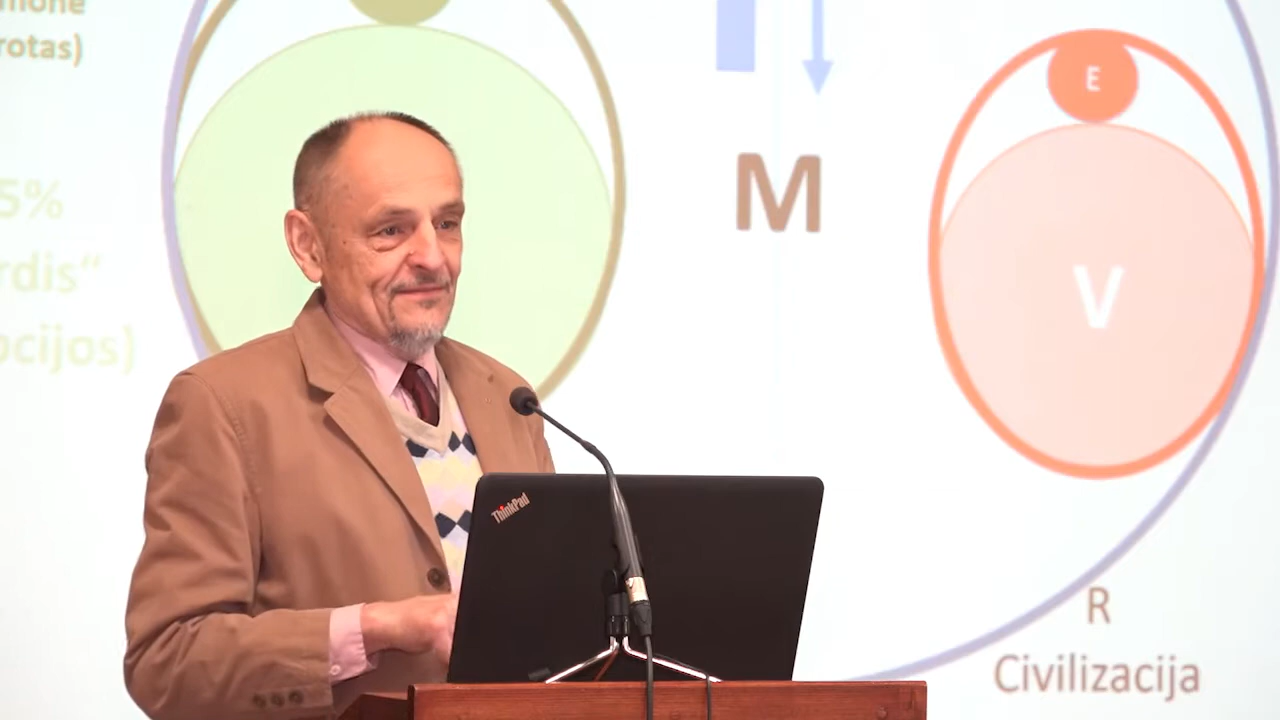 rotas)
5%
rdis“
ocijos)
M
E
V
R
Civilizacija
ThinkPad